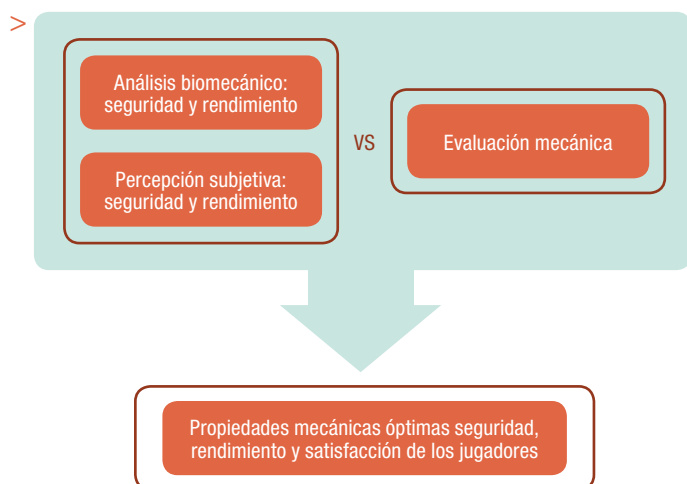 >
Análisis biomecánico:
seguridad y rendimiento
Percepción subjetiva:
seguridad y rendimiento
VS
Evaluación mecánica
Propiedades mecánicas óptimas seguridad,
rendimiento y satisfacción de los jugadores